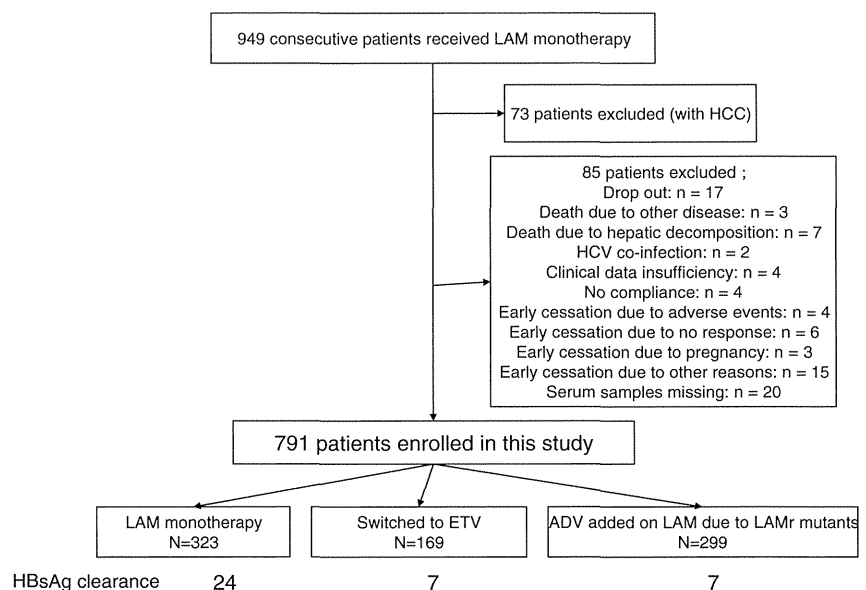 949 consecutive patients received LAM monotherapy
73 patients excluded (with HCC)
85 patients excluded ;
Drop out: n = 17
Death due to other disease: n = 3
Death due to hepatic decomposition: n = 7
HCV co-infection: n = 2
Clinical data insufficiency: n = 4
No compliance: n = 4
Early cessation due to adverse events: n = 4
Early cessation due to no response: n = 6
Early cessation due to pregnancy: n = 3
Early cessation due to other reasons: n = 15
Serum samples missing: n = 20
791 patients enrolled in this study
LAM monotherapy
N=323
Switched to ETV
N=169
ADV added on LAM due to LAMr mutants
N=299
HBsAg clearance 24 7 7